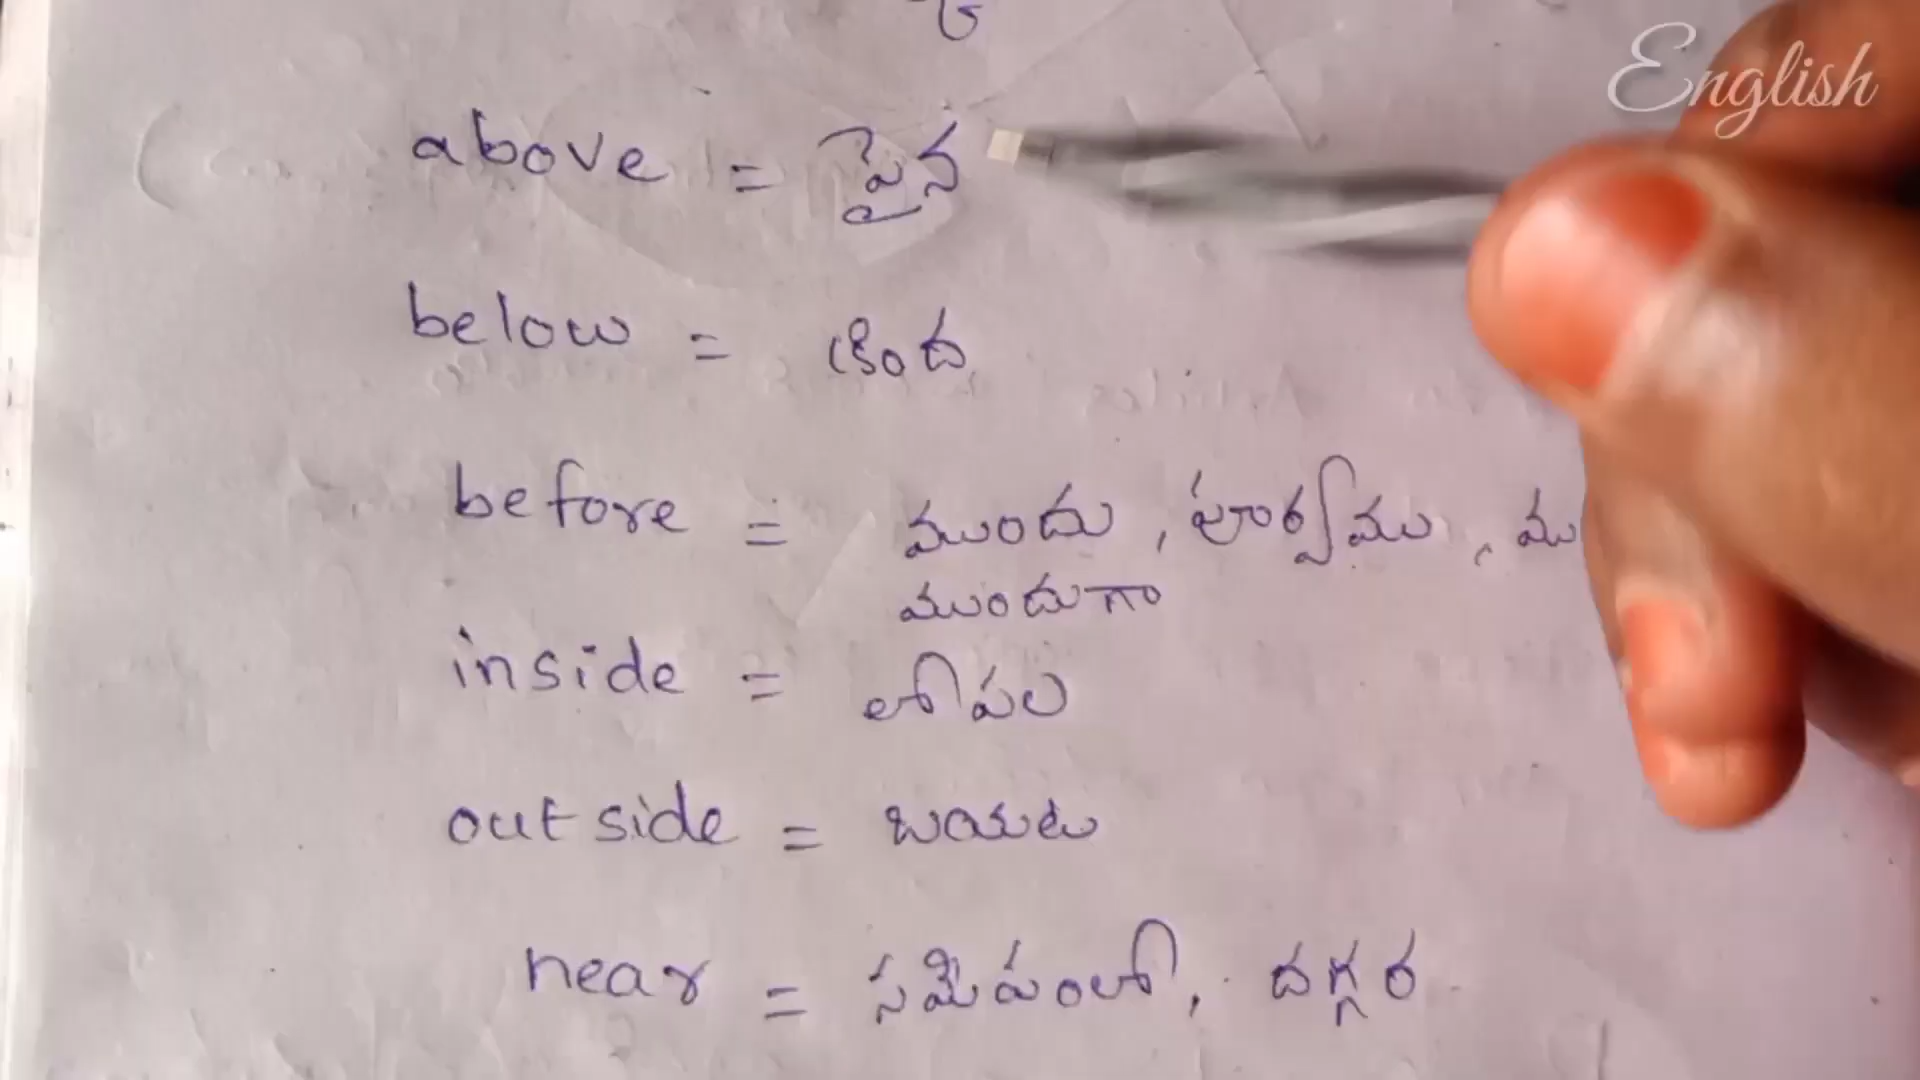 English
above = పైన
below = కింద
before = ముందు, పూర్వము,
ముందుగా
inside = లోపల
outside = బయట
near = సమీపంలో, దగ్గర